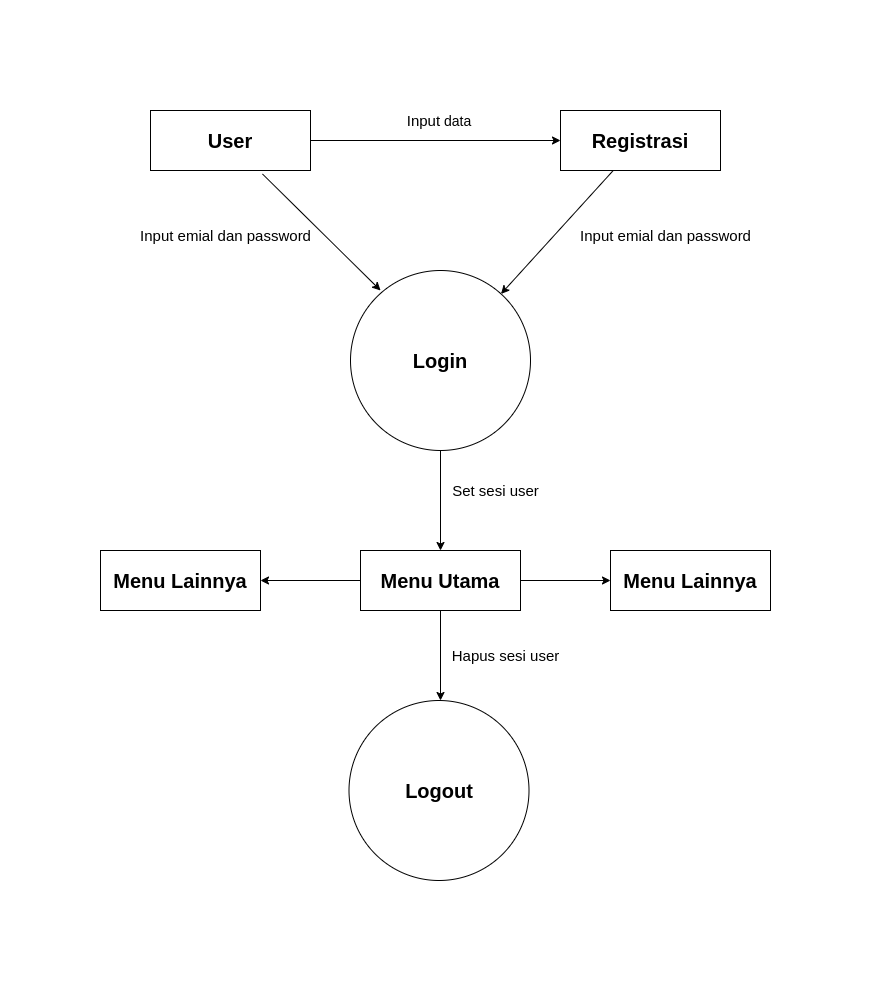 Input data
User
Registrasi
Input emial dan password
Input emial dan password
Login
Set sesi user
Menu Lainnya
Menu Utama
Menu Lainnya
Hapus sesi user
Logout